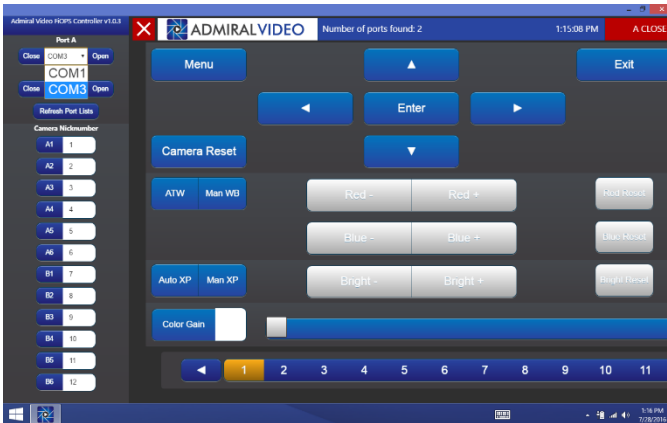 Admiral Video NOPS Controller v1.0.3
ADMIRALVIDEO
Number of ports found: 2
1:15:08 PM
A CLOSE
Port A
Close COM3 Open
COM1
COM3
Close Open
Refresh Port Lists
Camera Nicknumber
A1 1
A2 2
A3 3
A4 4
A5 5
A6 6
B1 7
B2 8
B3 9
B4 10
B5 11
B6 12
Menu
Exit
Enter
Camera Reset
ATW Man WB Red - Red + Red Reset
Blue - Blue + Blue Reset
Auto XP Man XP Bright - Bright + Bright Reset
Color Gain
1 2 3 4 5 6 7 8 9 10 11
1:16 PM
7/28/2016